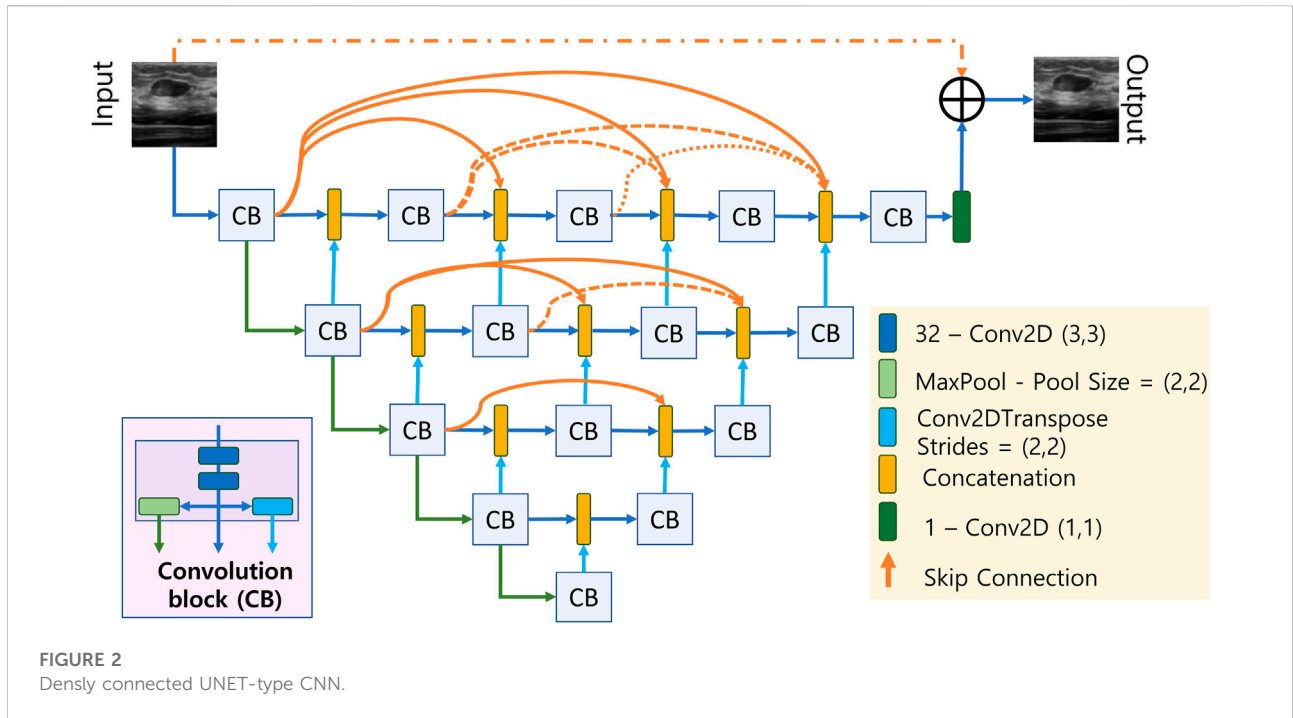 Input
Output
CB CB CB CB CB
CB CB CB CB
CB CB CB
CB CB
CB
32 – Conv2D (3,3)
MaxPool - Pool Size = (2,2)
Conv2DTranspose
Strides = (2,2)
Concatenation
1 – Conv2D (1,1)
Skip Connection
Convolution
block (CB)
FIGURE 2
Densly connected UNET-type CNN.